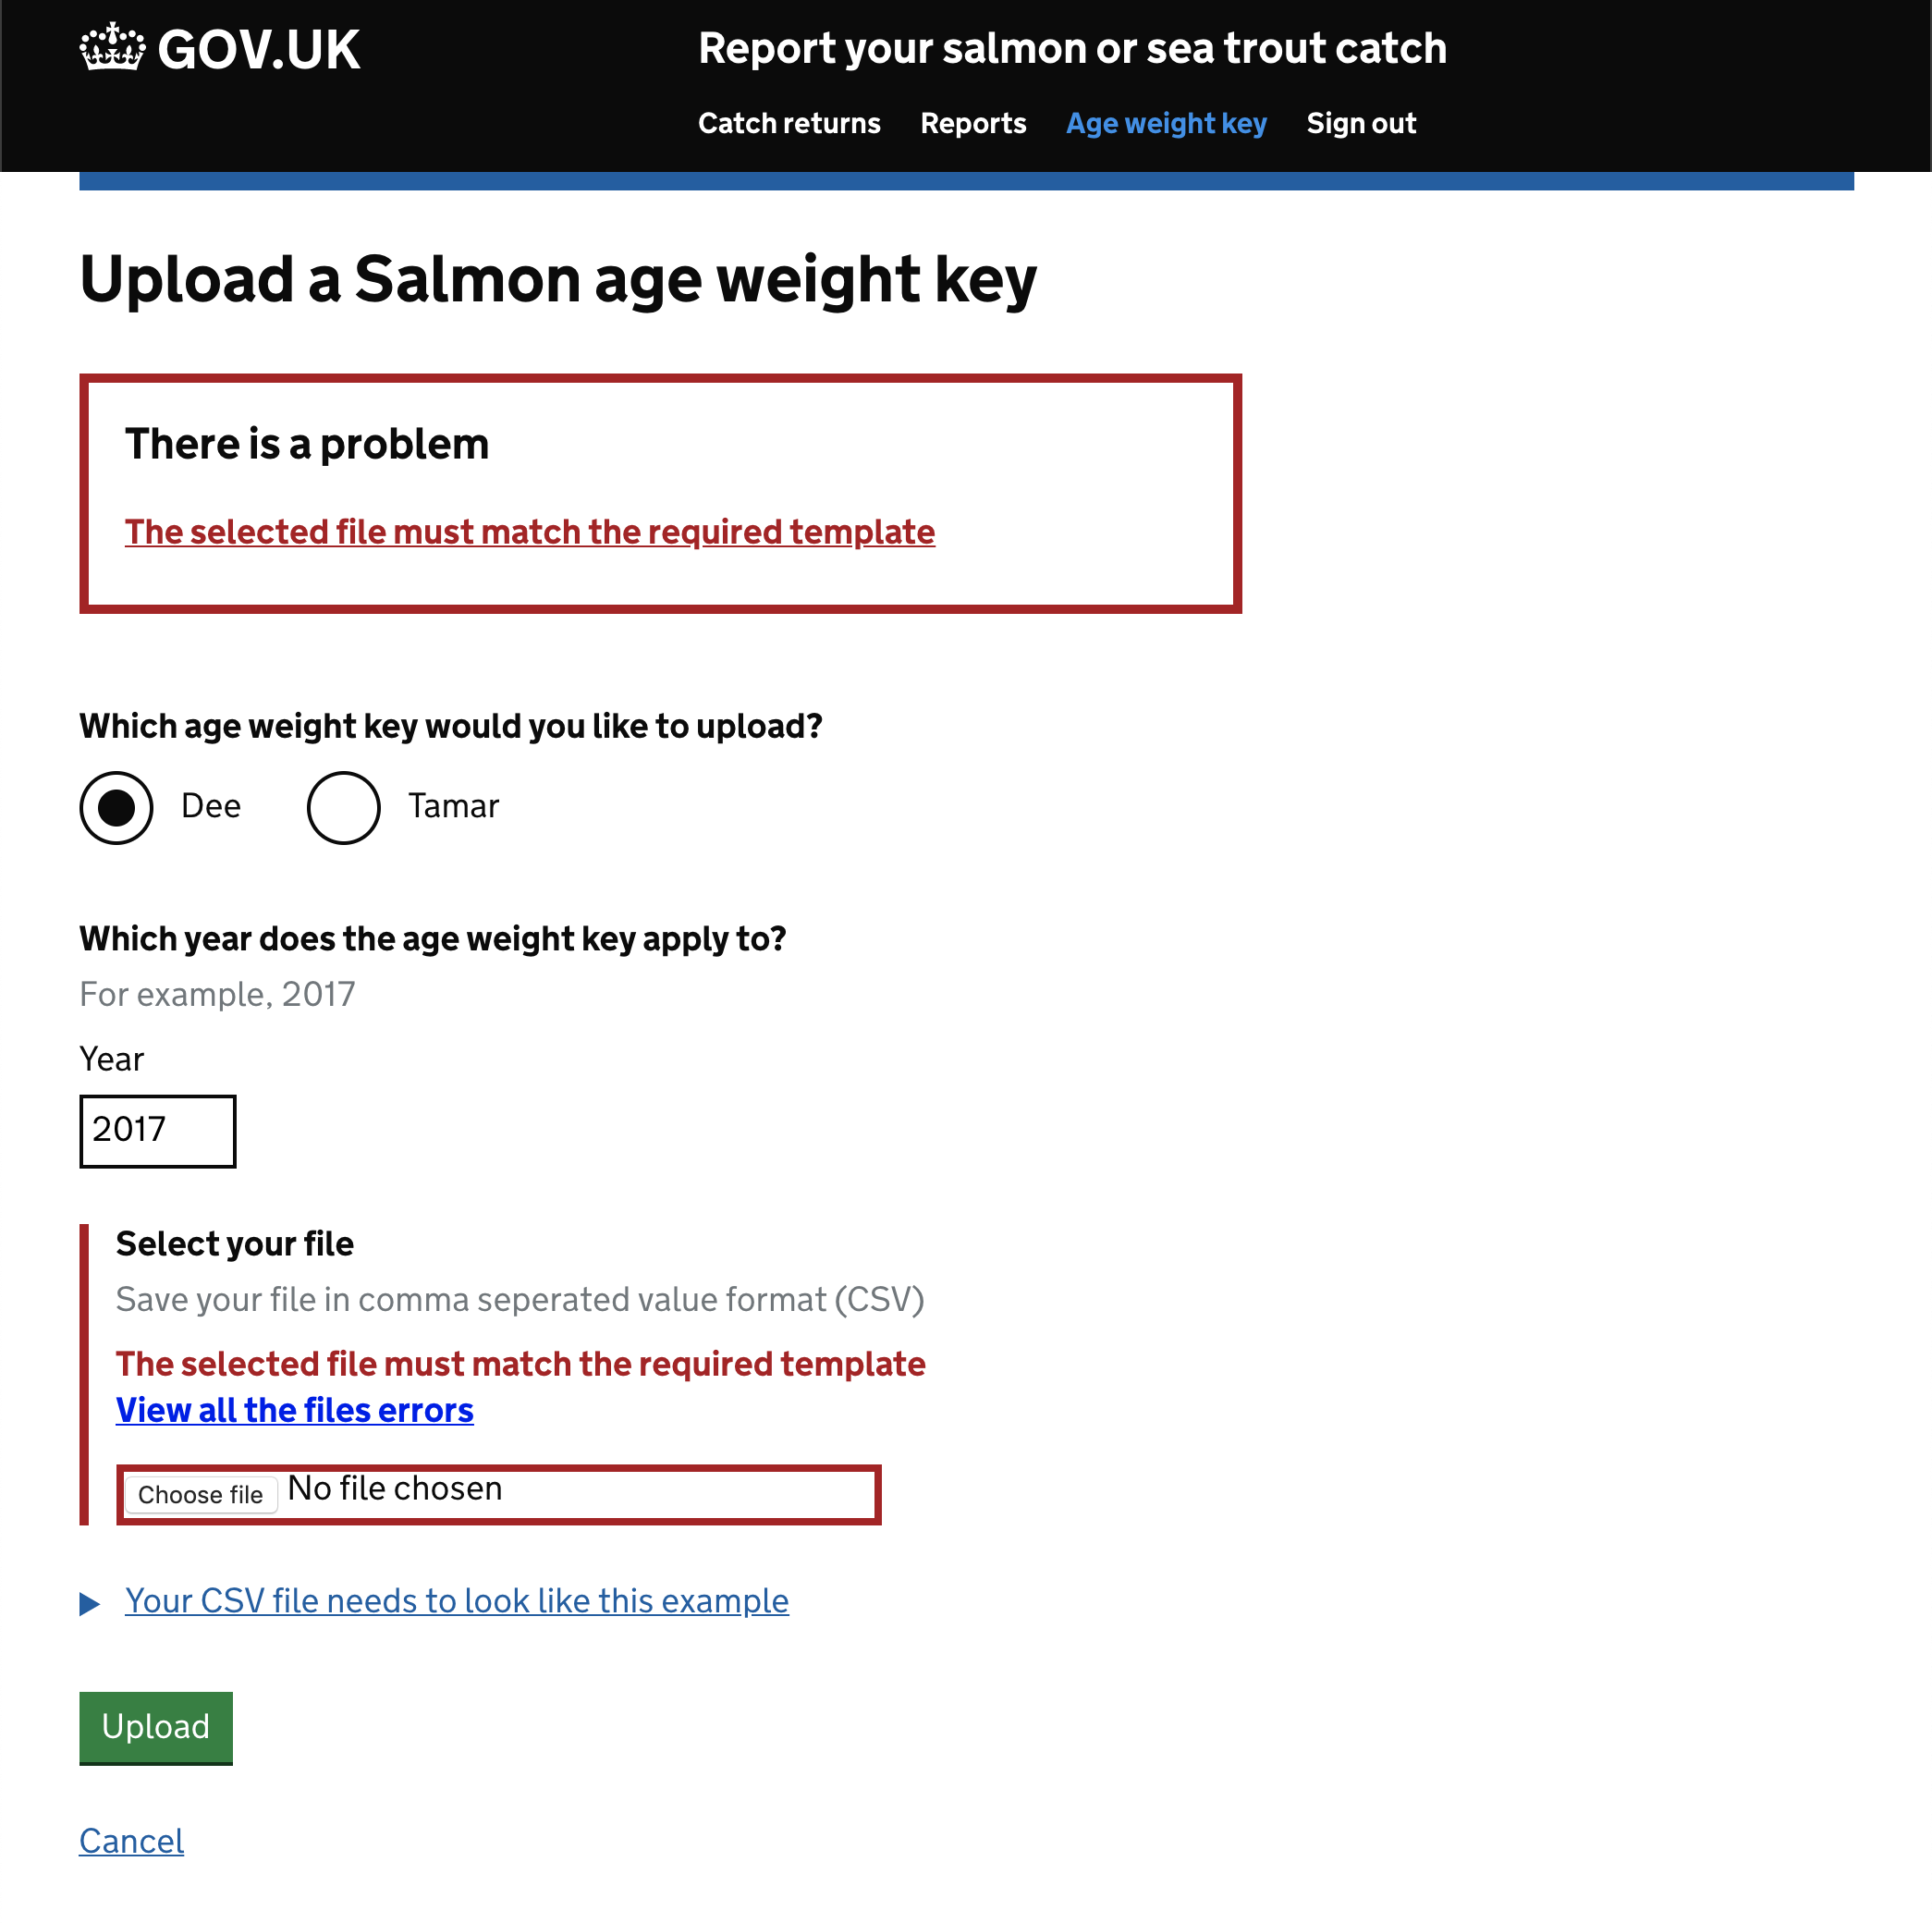 GOV.UK
Report your salmon or sea trout catch
Catch returns Reports Age weight key Sign out
Upload a Salmon age weight key
There is a problem
The selected file must match the required template
Which age weight key would you like to upload?
Dee Tamar
Which year does the age weight key apply to?
For example, 2017
Year
2017
Select your file
Save your file in comma seperated value format (CSV)
The selected file must match the required template
View all the files errors
Choose file No file chosen
Your CSV file needs to look like this example
Upload
Cancel